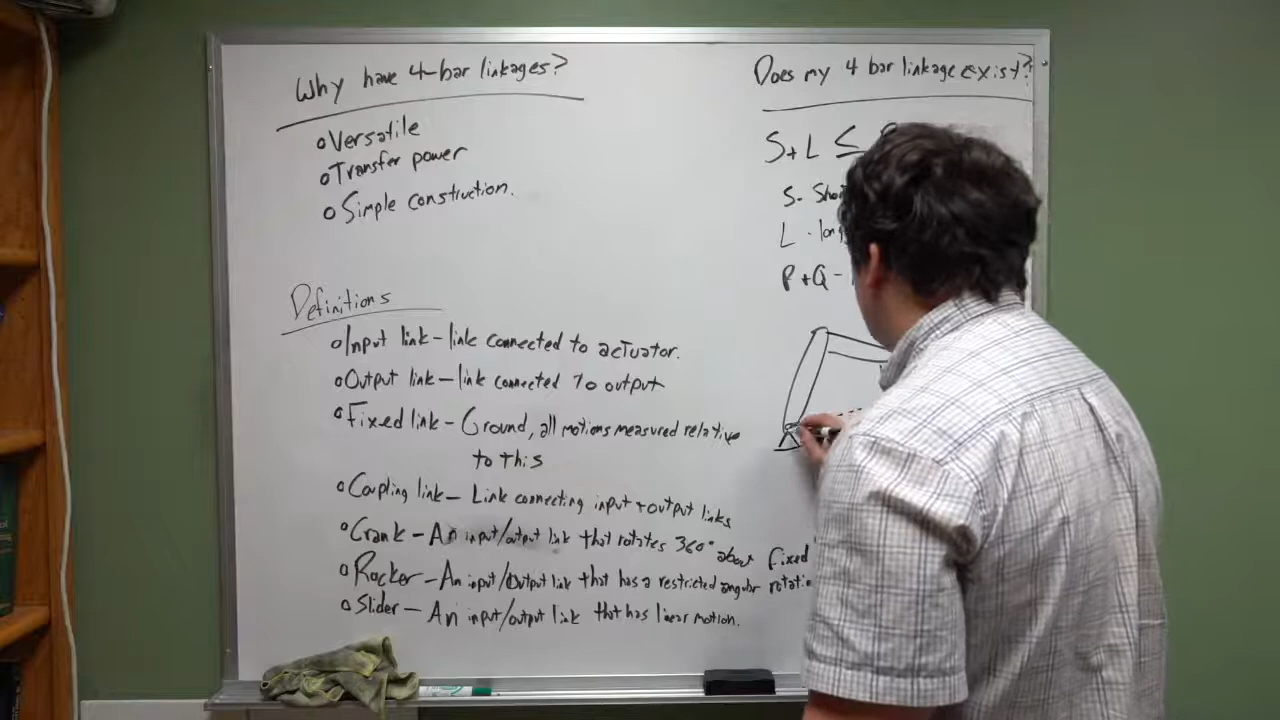 Why have 4-bar linkages?
Versatile
Transfer power
Simple construction.
Definitions
Input link – link connected to actuator.
Output link – link connected to output
Fixed link – Ground, all motions measured relative
to this
Coupling link – Link connecting input + output links
Crank – An input/output link that rotates 360° about fixed
Rocker – An input/output link that has a restricted angular
Slider – An input/output link that has linear motion.
Does my 4 bar linkage exist?
S+L ≤
S-
L -
P+Q -